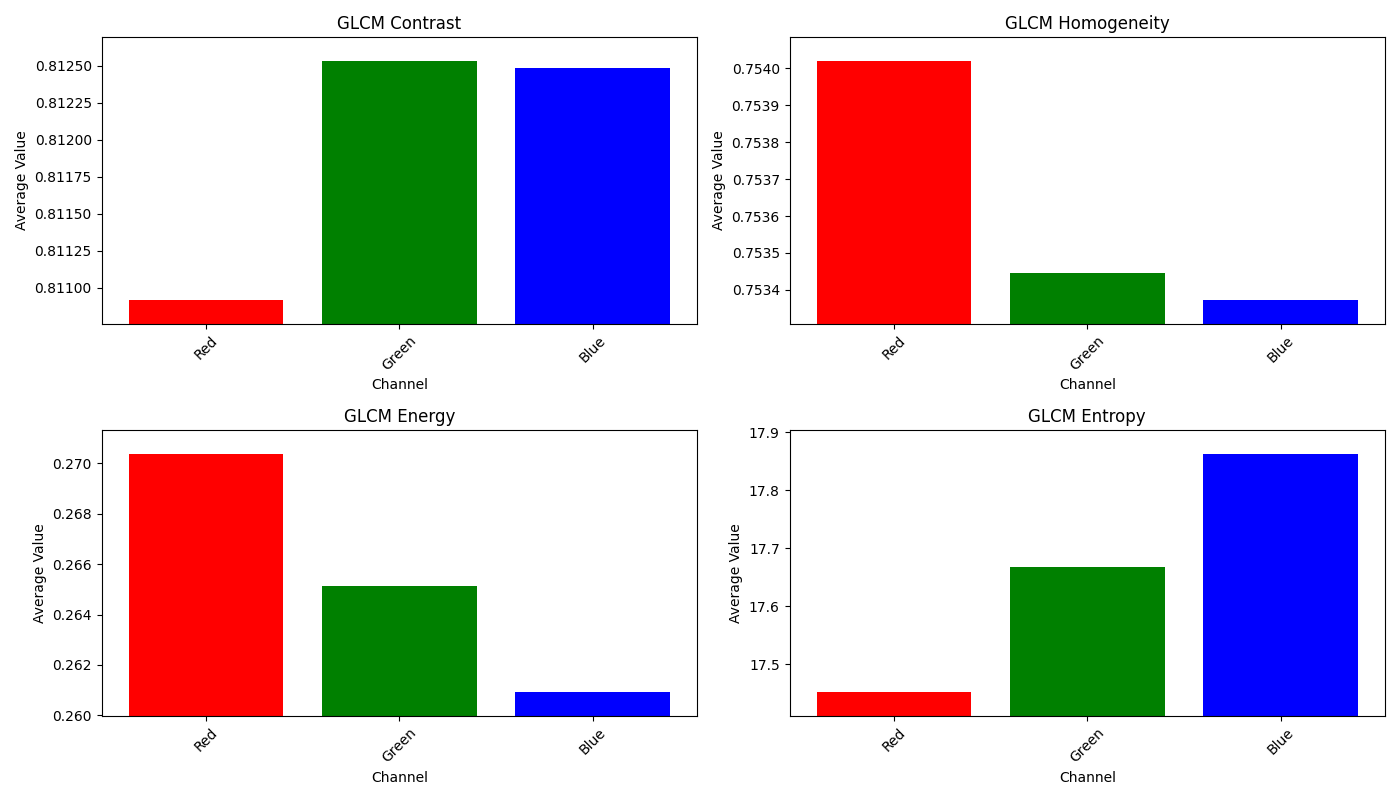 GLCM Contrast
Average Value
0.81250
0.81225
0.81200
0.81175
0.81150
0.81125
0.81100
Red
Green
Blue
Channel
GLCM Homogeneity
Average Value
0.7540
0.7539
0.7538
0.7537
0.7536
0.7535
0.7534
Red
Green
Blue
Channel
GLCM Energy
Average Value
0.270
0.268
0.266
0.264
0.262
0.260
Red
Green
Blue
Channel
GLCM Entropy
Average Value
17.9
17.8
17.7
17.6
17.5
Red
Green
Blue
Channel